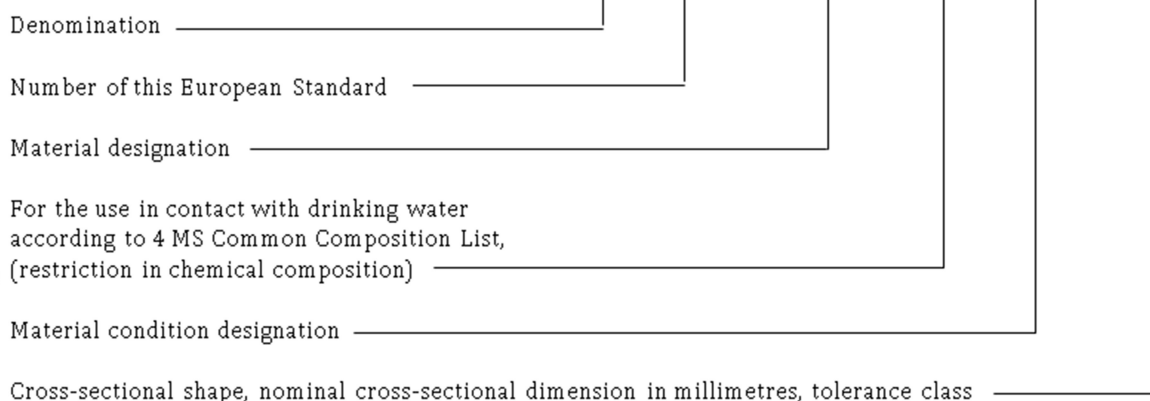 Denomination
Number of this European Standard
Material designation
For the use in contact with drinking water
according to 4 MS Common Composition List,
(restriction in chemical composition)
Material condition designation
Cross-sectional shape, nominal cross-sectional dimension in millimetres, tolerance class